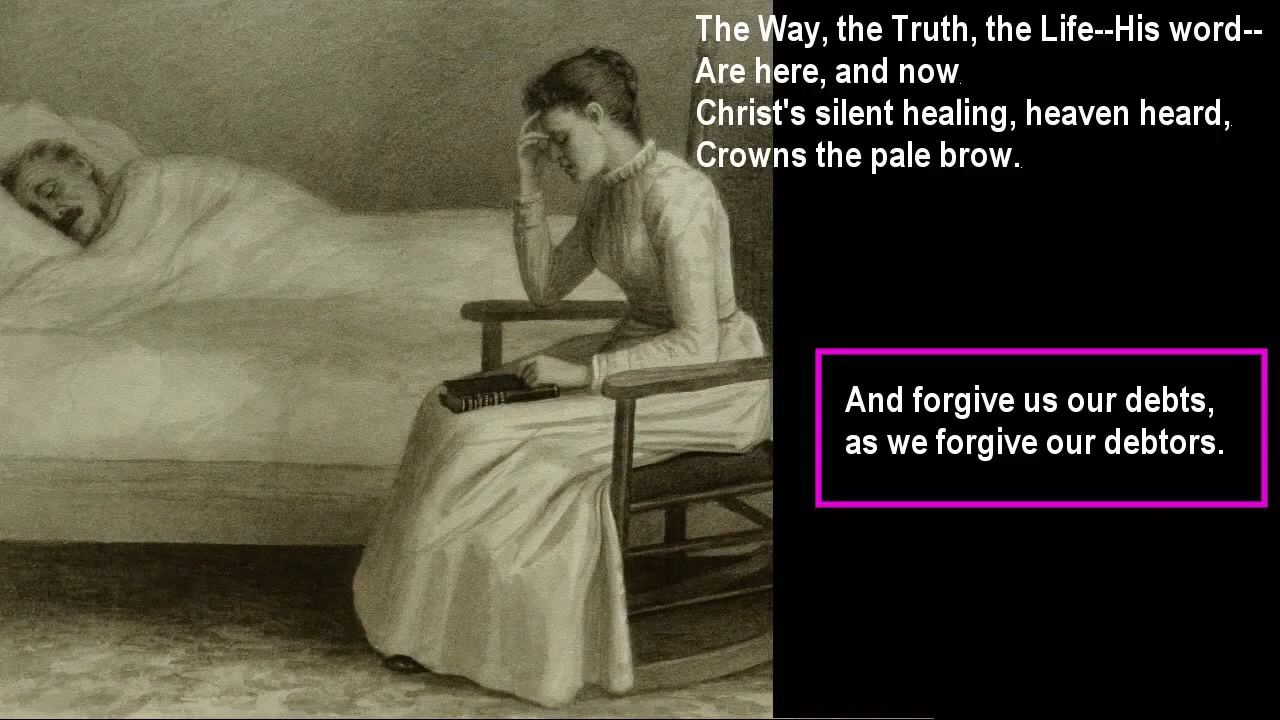 The Way, the Truth, the Life--His word--
Are here, and now
Christ's silent healing, heaven heard,
Crowns the pale brow.
And forgive us our debts,
as we forgive our debtors.